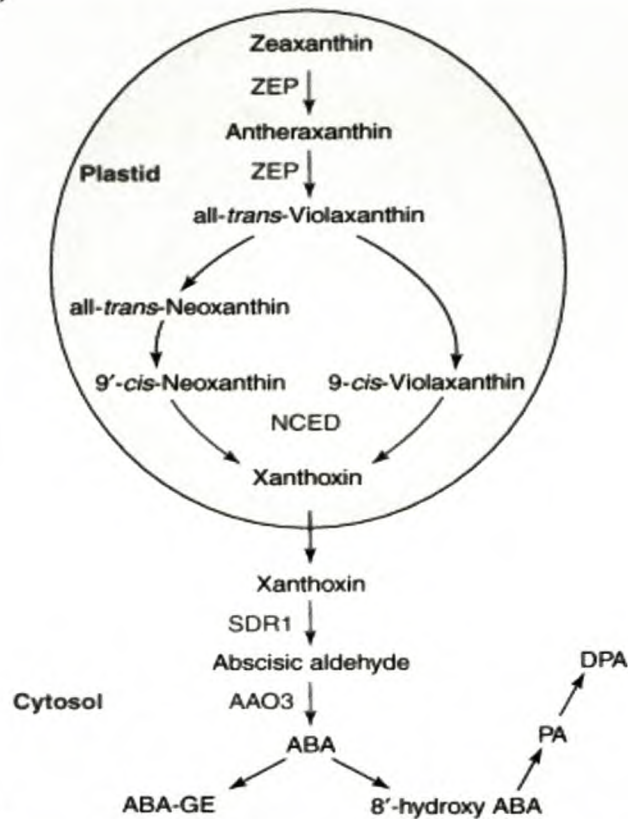 Zeaxanthin
ZEP
Antheraxanthin
Plastid
ZEP
all-trans-Violaxanthin
all-trans-Neoxanthin
9′-cis-Neoxanthin
9-cis-Violaxanthin
NCED
Xanthoxin
Xanthoxin
SDR1
Abscisic aldehyde
DPA
Cytosol
AAO3
PA
ABA
ABA-GE
8′-hydroxy ABA